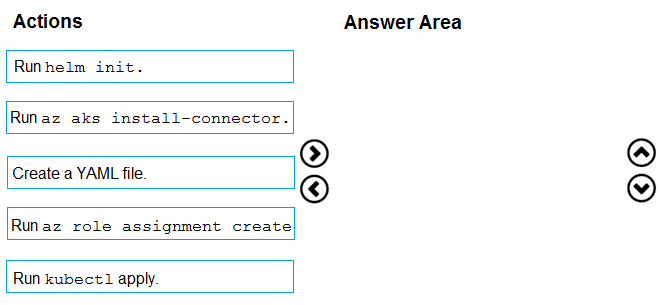 Actions
Answer Area
Run helm init.
Run az aks install-connector.
Create a YAML file.
Run az role assignment create
Run kubectl apply.